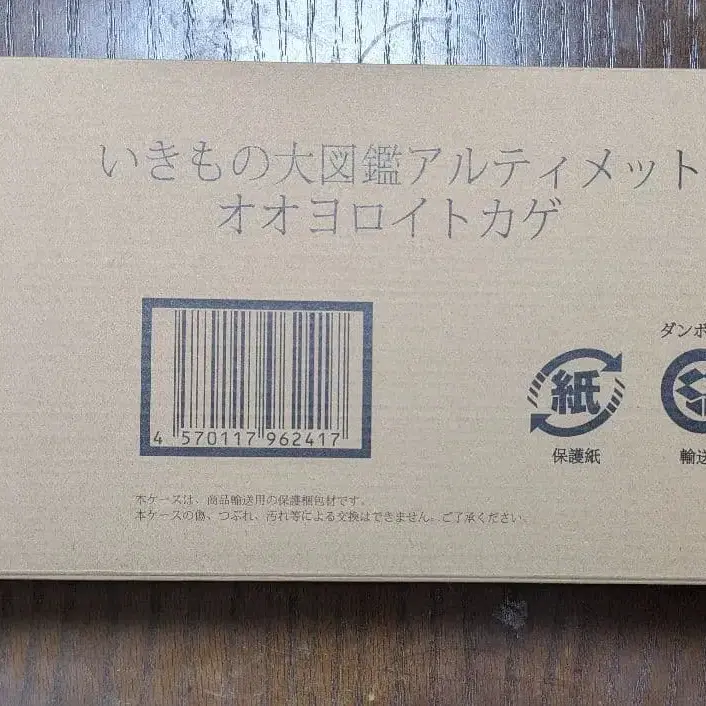 いきもの大図鑑アルティメット
オオヨロイトカゲ
ダンボ
紙
保護紙
輸送
4 570117 962417
本ケースは、商品輸送用の保護梱包材です。
本ケースの傷、つぶれ、汚れ等による交換はできません。ご了承ください。